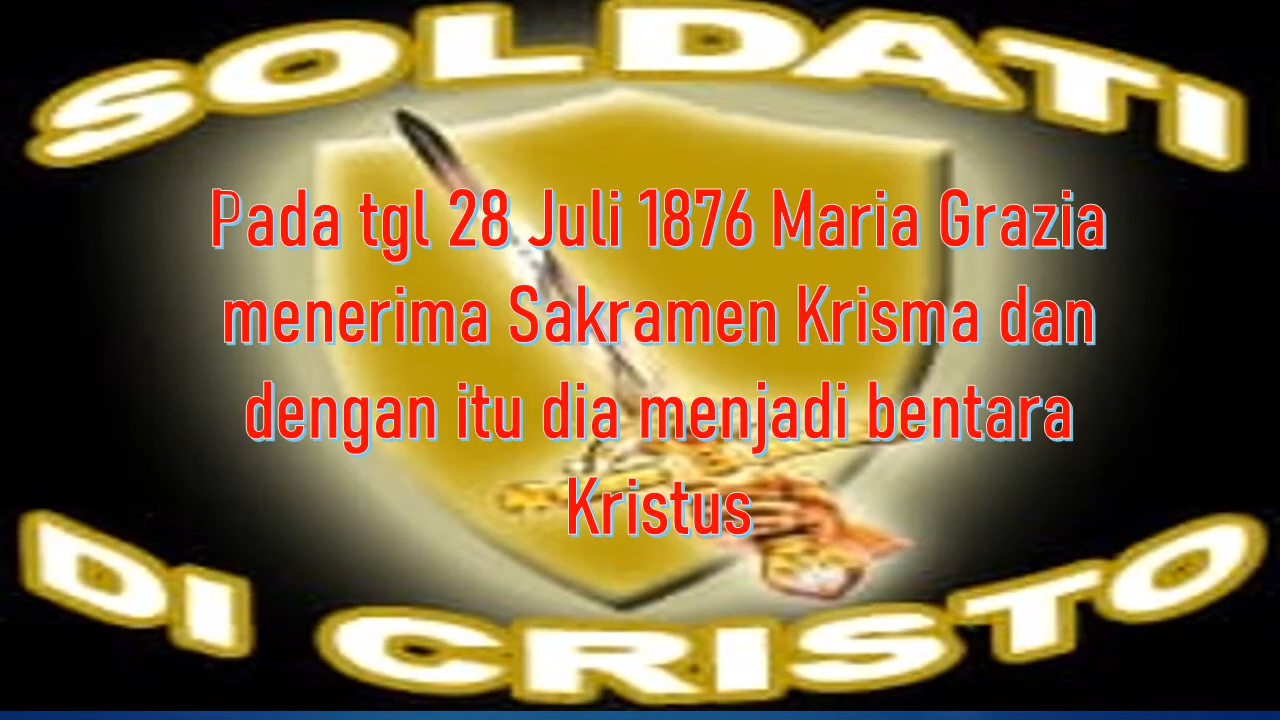 SOLDATI
Pada tgl 28 Juli 1876 Maria Grazia
menerima Sakramen Krisma dan
dengan itu dia menjadi bentara
Kristus
DI CRISTO